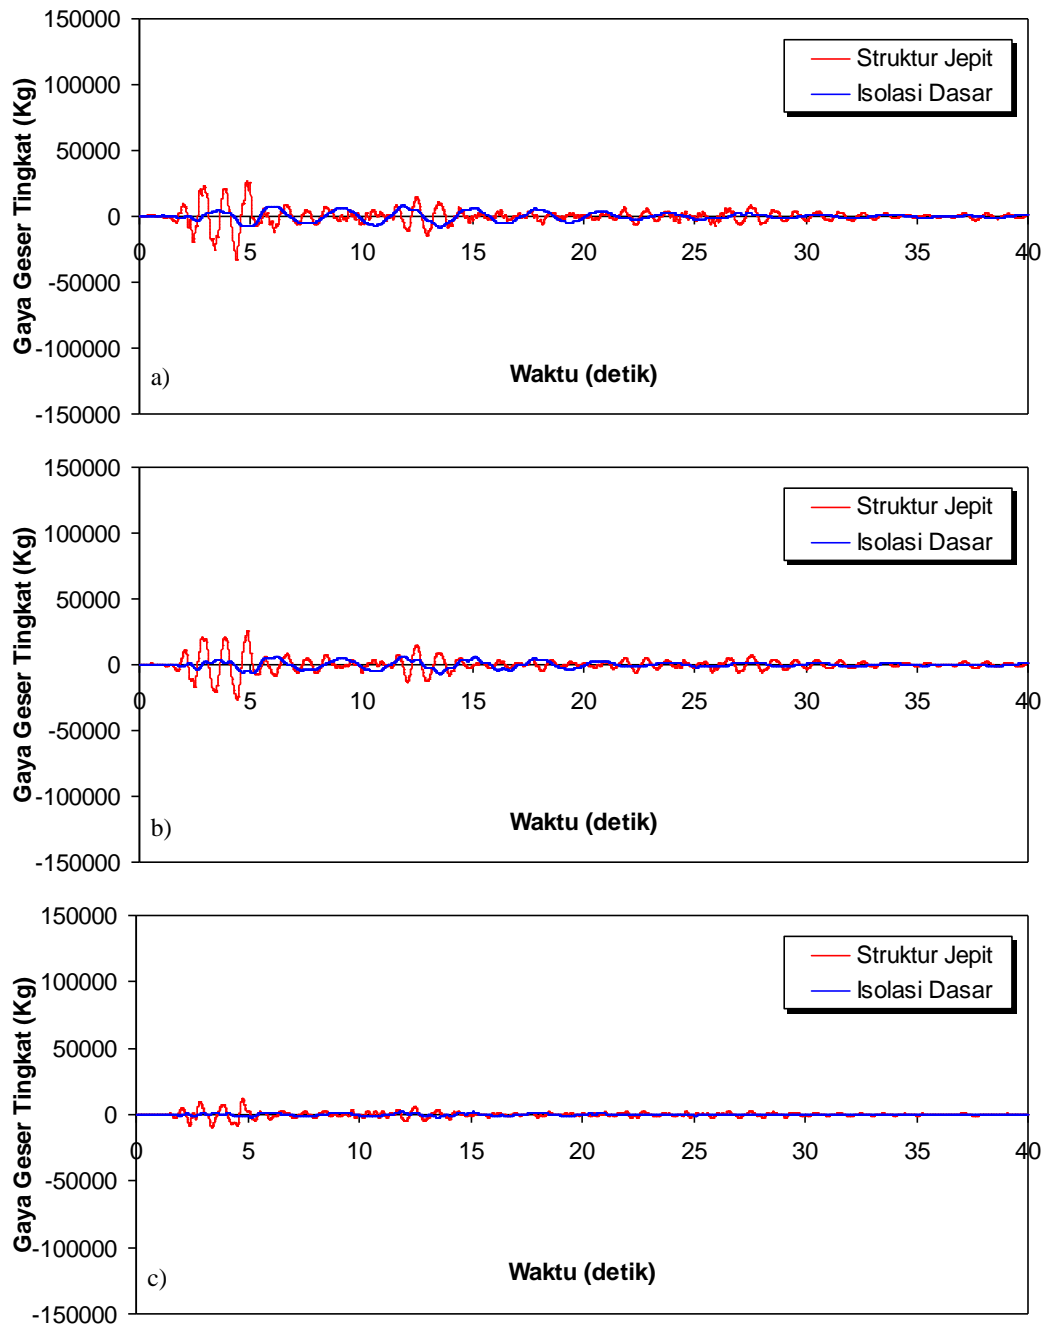 150000
100000
50000
0
-50000
-100000
-150000
Gaya Geser Tingkat (Kg)
Struktur Jepit
Isolasi Dasar
0 5 10 15 20 25 30 35 40
Waktu (detik)
a)
150000
100000
50000
0
-50000
-100000
-150000
Gaya Geser Tingkat (Kg)
Struktur Jepit
Isolasi Dasar
0 5 10 15 20 25 30 35 40
Waktu (detik)
b)
150000
100000
50000
0
-50000
-100000
-150000
Gaya Geser Tingkat (Kg)
Struktur Jepit
Isolasi Dasar
0 5 10 15 20 25 30 35 40
Waktu (detik)
c)